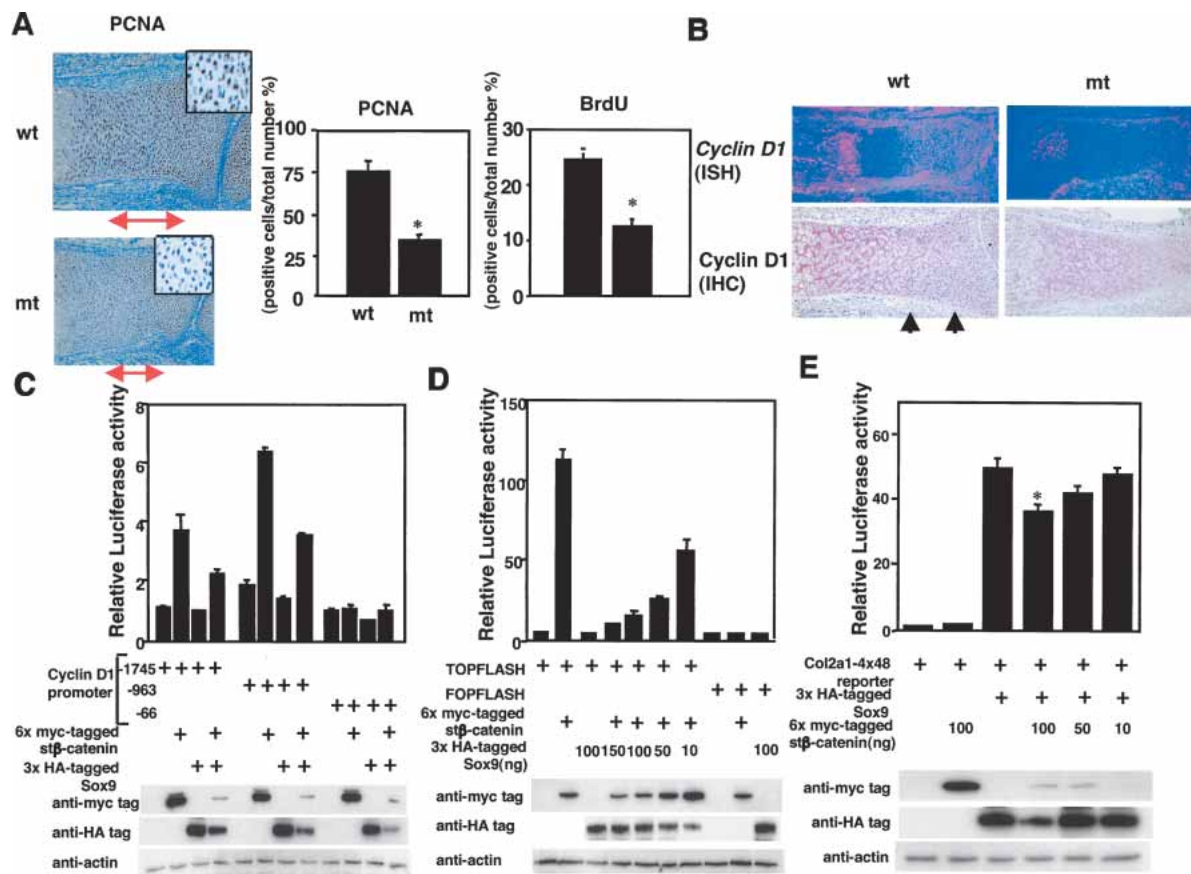 A
PCNA
wt
mt
PCNA
(positive cells/total number %)
100
75
50
25
*
wt mt
BrdU
(positive cells/total number %)
30
20
10
0
*
B
wt mt
Cyclin D1
(ISH)
Cyclin D1
(IHC)
C
Relative Luciferase activity
8
6
4
2
0
Cyclin D1
promoter
-1745 + + + +
-963 + + + +
-66 + + + +
6x myc-tagged
stβ-catenin
+ + + + + +
3x HA-tagged
Sox9
+ + + + + +
anti-myc tag
anti-HA tag
anti-actin
D
Relative Luciferase activity
150
100
50
0
TOPFLASH + + + + + + +
FOPFLASH + + +
6x myc-tagged
stβ-catenin
+ + + + + +
3x HA-tagged
Sox9(ng)
100 150 100 50 10 100
anti-myc tag
anti-HA tag
anti-actin
E
Relative Luciferase activity
60
40
20
0
*
Col2a1-4x48
reporter
+ + + + + +
3x HA-tagged
Sox9
+ + + +
6x myc-tagged
stβ-catenin(ng)
100 100 50 10
anti-myc tag
anti-HA tag
anti-actin